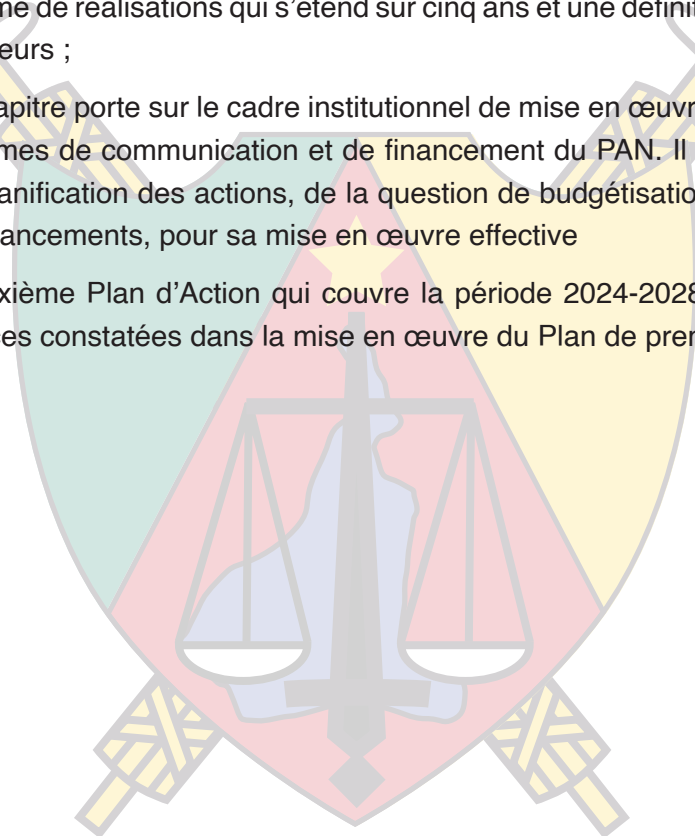 me de réalisations qui s'étend sur cinq ans et une définit
eurs ;
apitre porte sur le cadre institutionnel de mise en œuvr
mes de communication et de financement du PAN. Il
anification des actions, de la question de budgétisatio
ancements, pour sa mise en œuvre effective
xième Plan d'Action qui couvre la période 2024-2028
ces constatées dans la mise en œuvre du Plan de prem